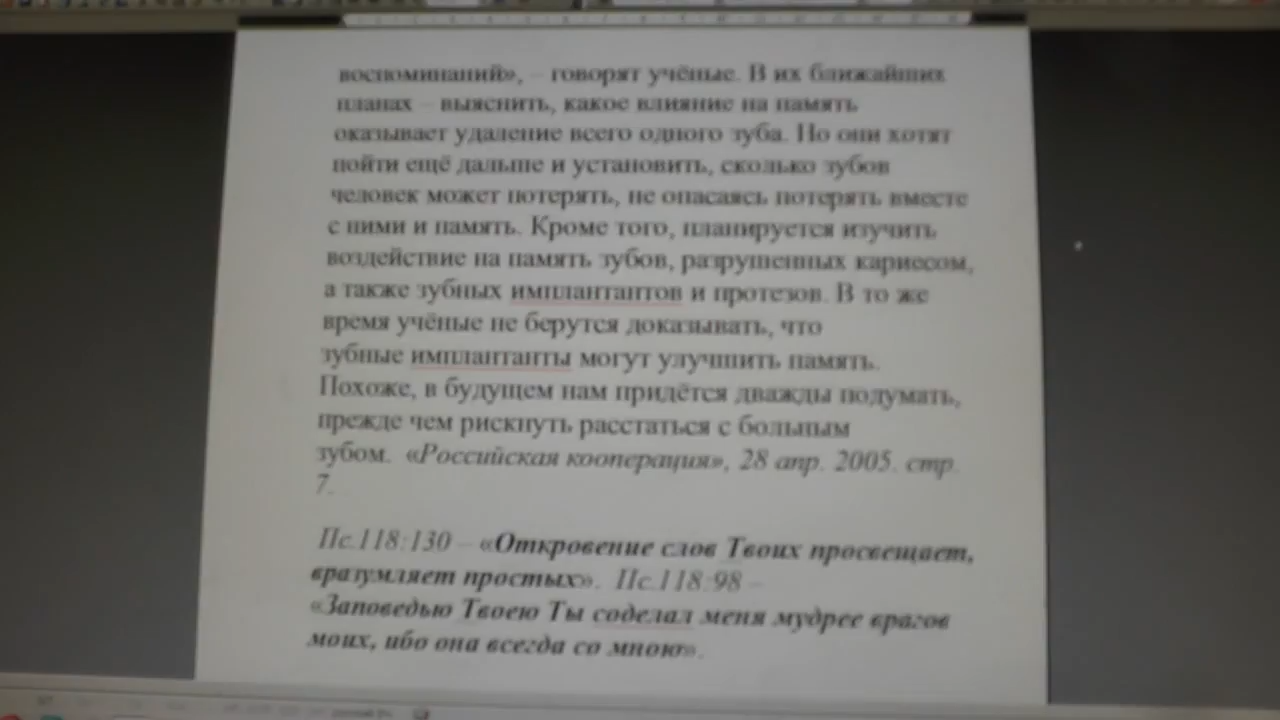 воспоминаний», – говорят учёные. В их ближайших
планах – выяснить, какое влияние на память
оказывает удаление всего одного зуба. Но они хотят
пойти ещё дальше и установить, сколько зубов
человек может потерять, не опасаясь потерять вместе
с ними и память. Кроме того, планируется изучить
воздействие на память зубов, разрушенных кариесом,
а также зубных имплантантов и протезов. В то же
время учёные не берутся доказывать, что
зубные имплантанты могут улучшить память.
Похоже, в будущем нам придётся дважды подумать,
прежде чем рискнуть расстаться с больным
зубом. «Российская кооперация», 28 апр. 2005. стр.
7.
Пс.118:130 – «Откровение слов Твоих просвещает,
вразумляет простых». Пс.118:98 –
«Заповедью Твоею Ты соделал меня мудрее врагов
моих, ибо она всегда со мною».